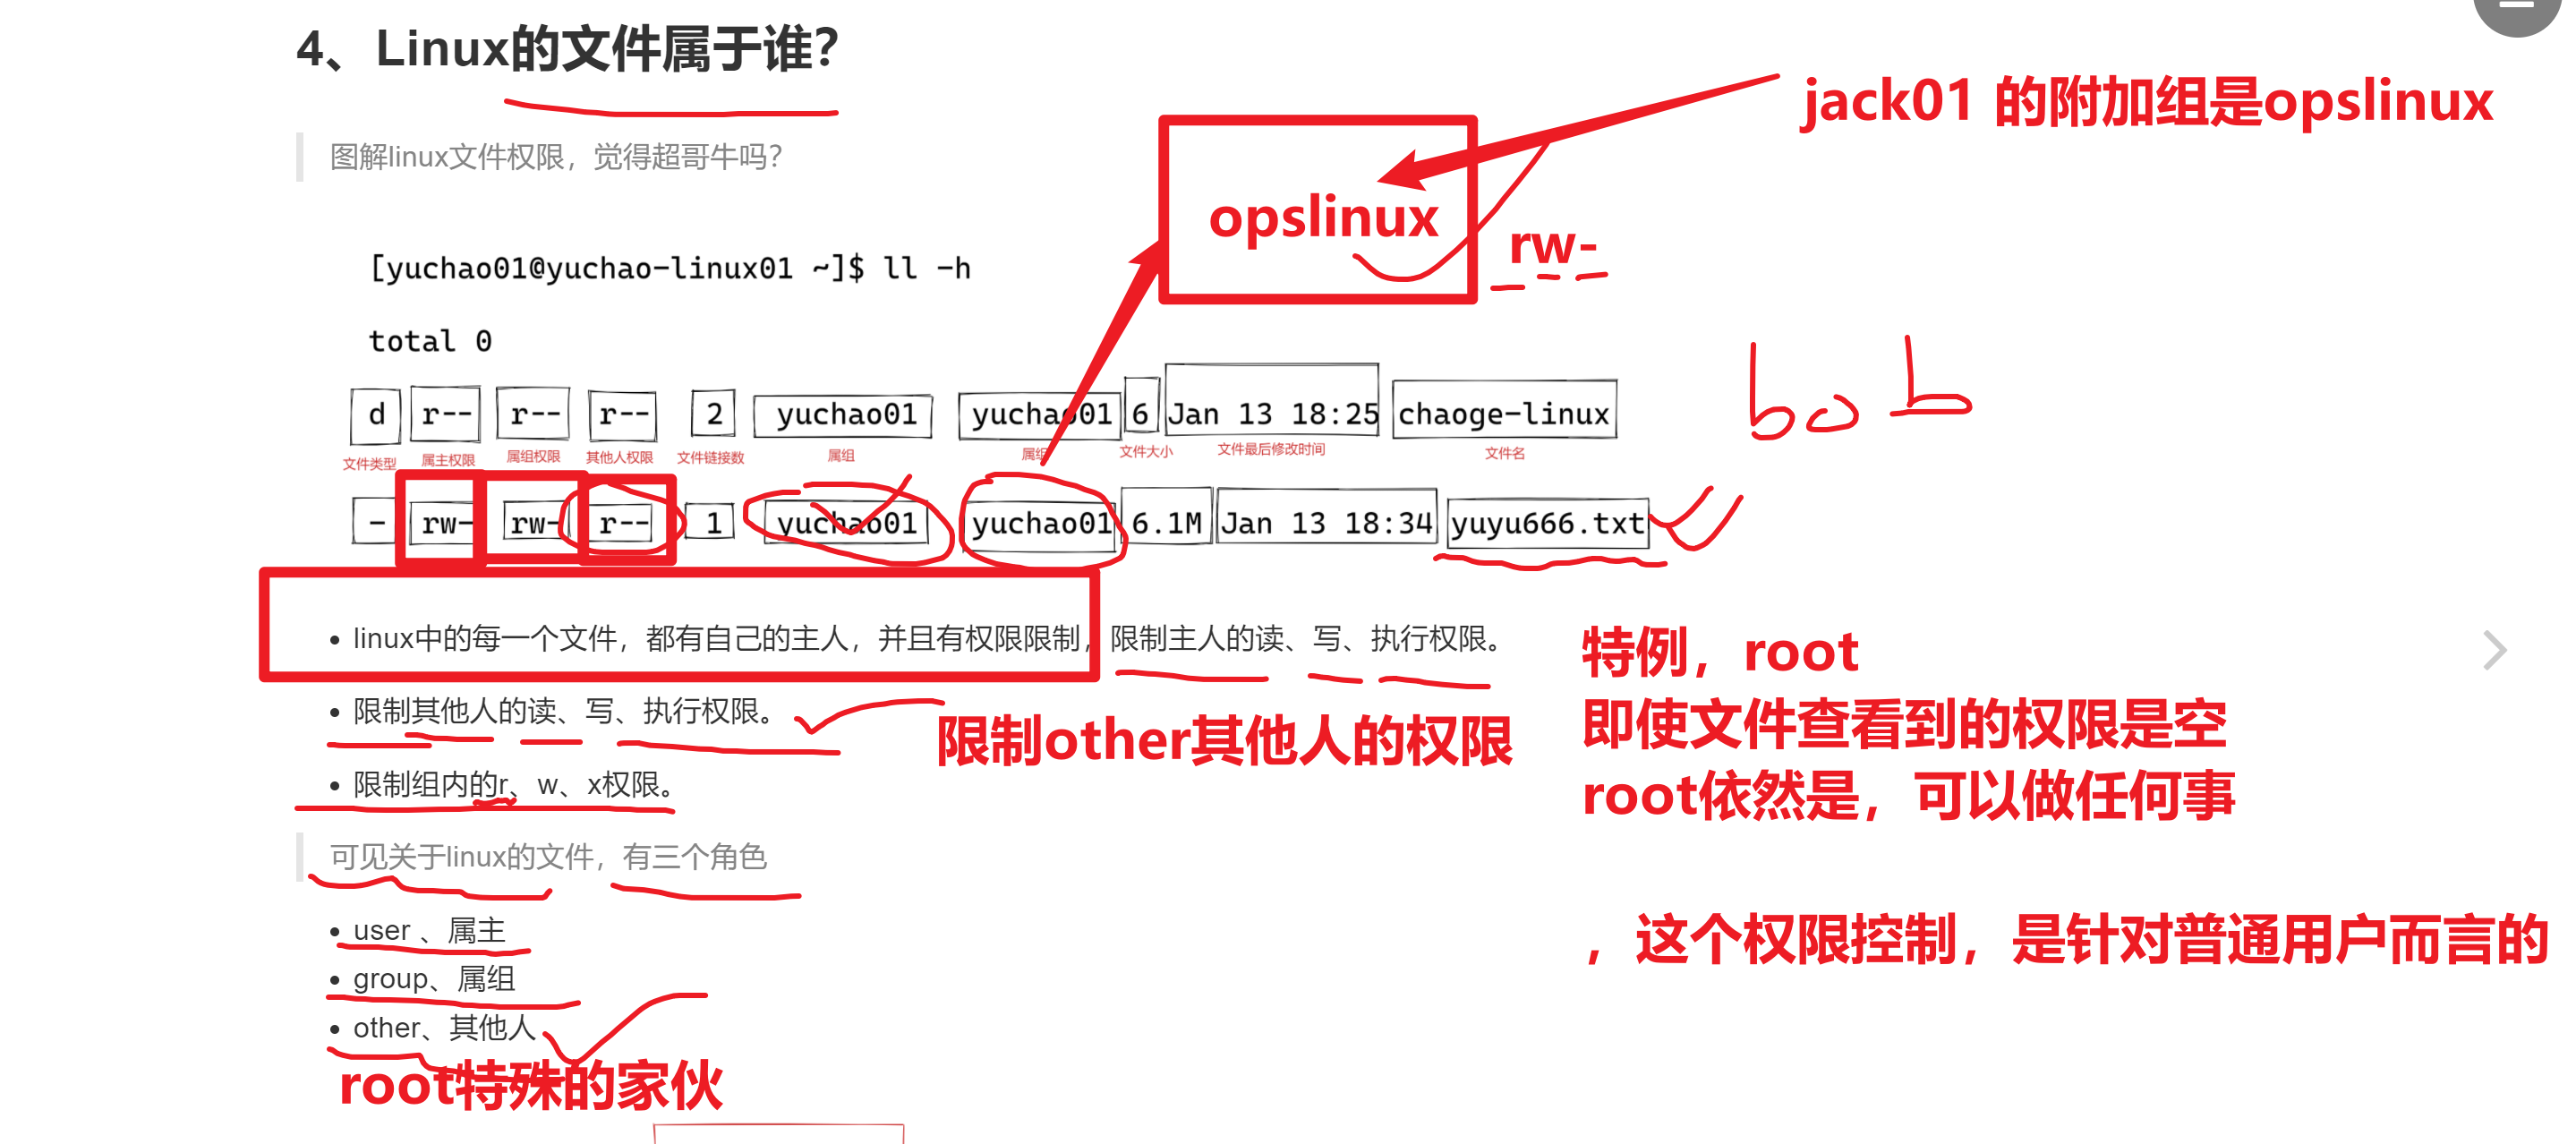 4、Linux的文件属于谁？
jack01 的附加组是opslinux
图解linux文件权限，觉得超哥牛吗？
opslinux
rw-
[yuchao01@yuchao-linux01 ~]$ ll -h
total 0
bob
d r-- r-- r-- 2 yuchao01 yuchao01 6 Jan 13 18:25 chaoge-linux
文件类型 属主权限 属组权限 其他人权限 文件链接数 属组 属组 文件大小 文件最后修改时间 文件名
- rw- rw- r-- 1 yuchao01 yuchao01 6.1M Jan 13 18:34 yuyu666.txt
• linux中的每一个文件，都有自己的主人，并且有权限限制，限制主人的读、写、执行权限。
特例，root
• 限制其他人的读、写、执行权限。
限制other其他人的权限
即使文件查看到的权限是空
• 限制组内的r、w、x权限。
root依然是，可以做任何事
可见关于linux的文件，有三个角色
• user 、属主
，这个权限控制，是针对普通用户而言的
• group、属组
• other、其他人
root特殊的家伙